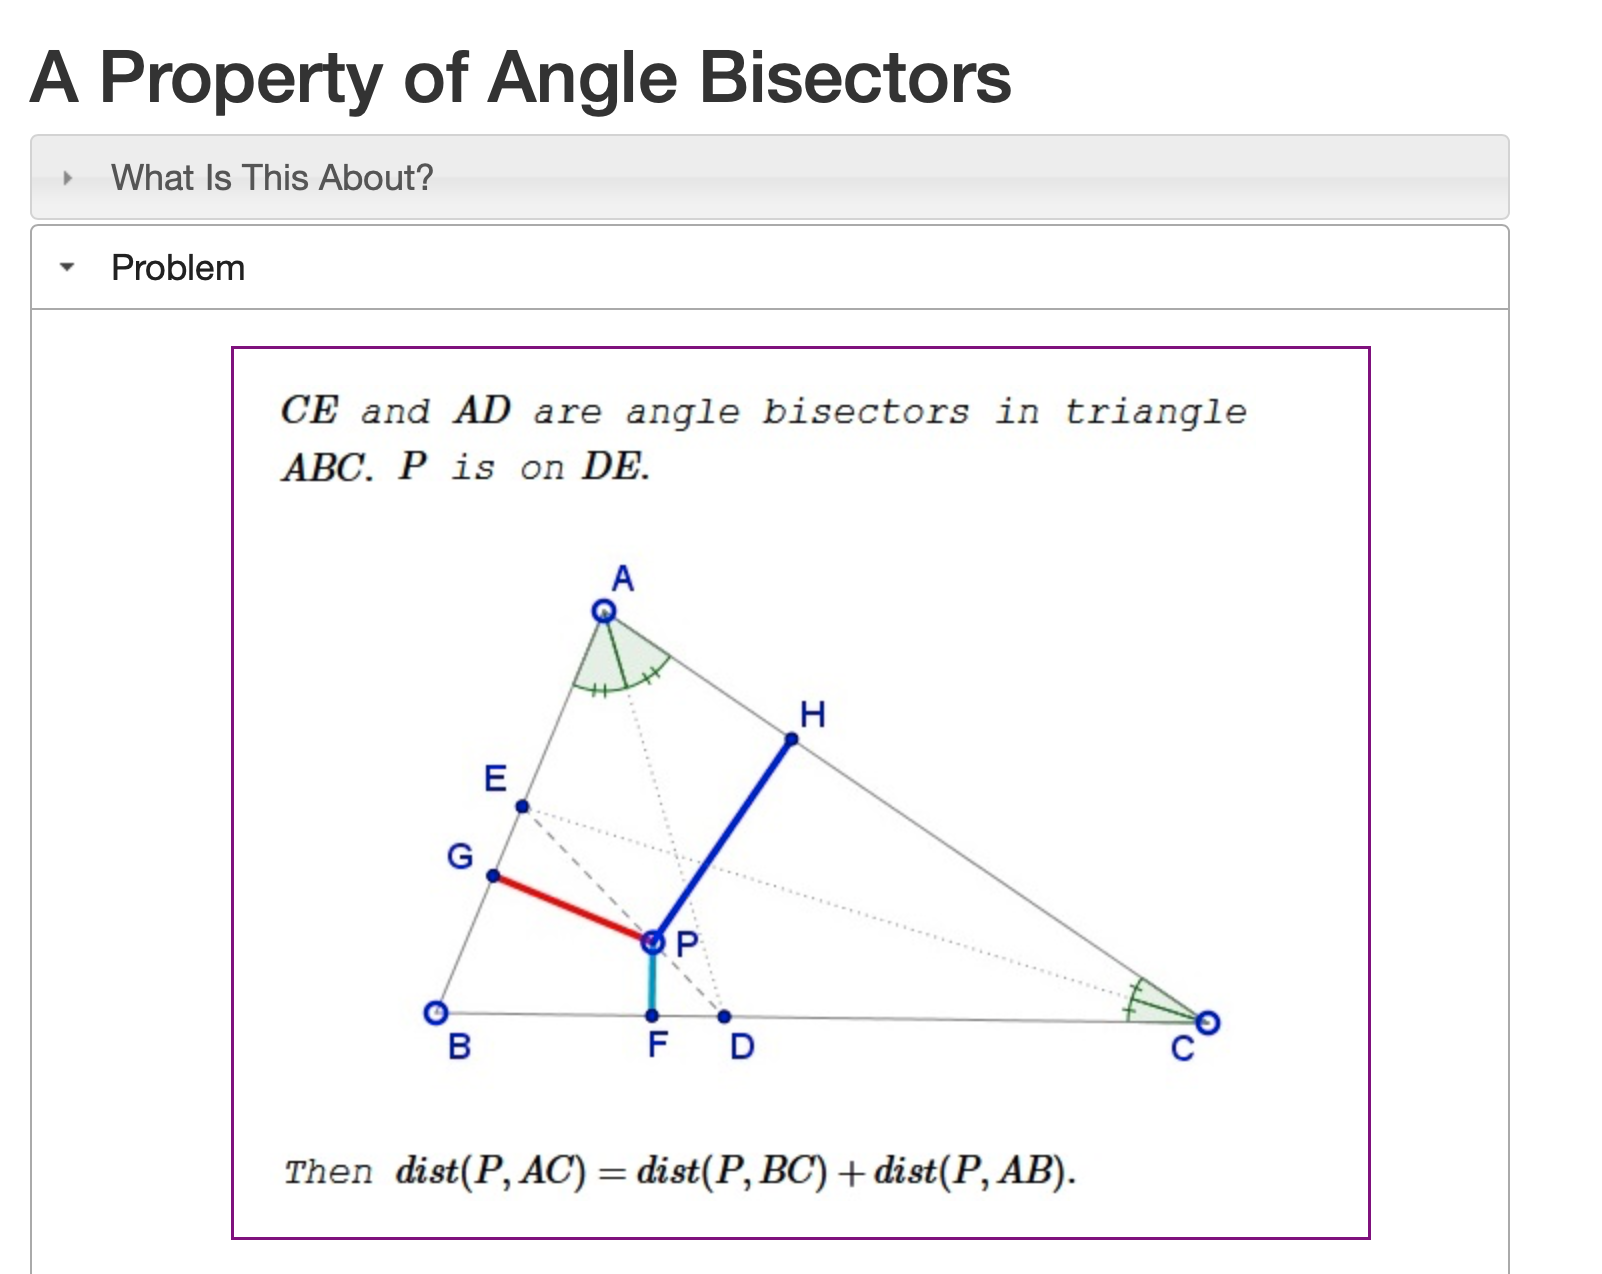 A Property of Angle Bisectors
What Is This About?
Problem
CE and AD are angle bisectors in triangle
ABC. P is on DE.
A
H
E
G
P
B
F
D
C
Then dist(P, AC) = dist(P, BC) + dist(P, AB).